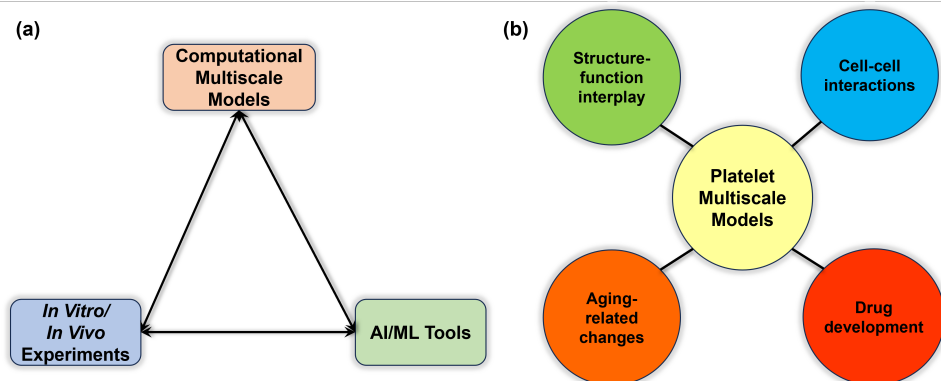 (a)
Computational
Multiscale
Models
In Vitro/
In Vivo
Experiments
AI/ML Tools
(b)
Structure-
function
interplay
Cell-cell
interactions
Platelet
Multiscale
Models
Aging-
related
changes
Drug
development